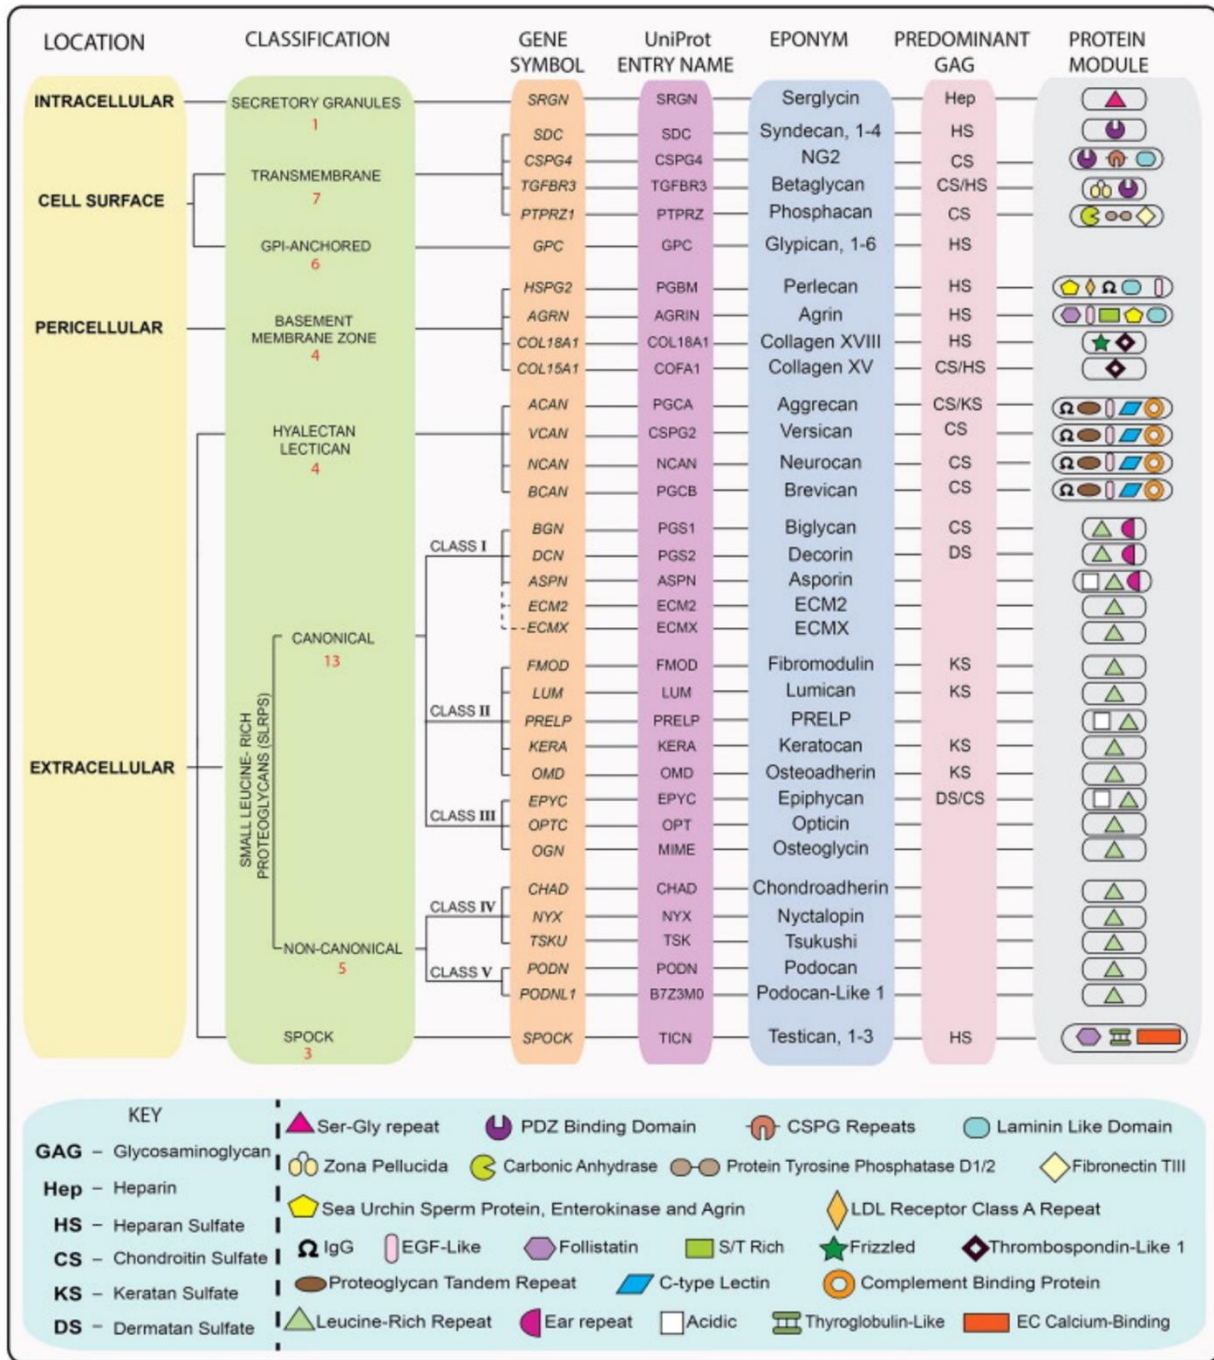 LOCATION CLASSIFICATION GENE SYMBOL UniProt ENTRY NAME EPONYM PREDOMINANT GAG PROTEIN MODULE
INTRACELLULAR SECRETORY GRANULES SRGN SRGN Serglycin Hep
1
SDC SDC Syndecan, 1-4 HS
CELL SURFACE TRANSMEMBRANE CSPG4 CSPG4 NG2 CS
7
TGFBR3 TGFBR3 Betaglycan CS/HS
PTPRZ1 PTPRZ Phosphacan CS
GPI-ANCHORED GPC GPC Glypican, 1-6 HS
6
HSPG2 PGBM Perlecan HS
PERICELLULAR BASEMENT MEMBRANE ZONE AGRN AGRIN Agrin HS
4
COL18A1 COL18A1 Collagen XVIII HS
COL15A1 COFA1 Collagen XV CS/HS
ACAN PGCA Aggrecan CS/KS
HYALECTAN LECTICAN VCAN CSPG2 Versican CS
4
NCAN NCAN Neurocan CS
BCAN PGCB Brevican CS
EXTRACELLULAR
SMALL LEUCINE- RICH
PROTEOGLYCANS (SLRPS)
CANONICAL
13
CLASS I
BGN PGS1 Biglycan CS
DCN PGS2 Decorin DS
ASPN ASPN Asporin
ECM2 ECM2 ECM2
ECMX ECMX ECMX
CLASS II
FMOD FMOD Fibromodulin KS
LUM LUM Lumican KS
PRELP PRELP PRELP
KERA KERA Keratocan KS
OMD OMD Osteoadherin KS
CLASS III
EPYC EPYC Epiphycan DS/CS
OPTC OPT Opticin
OGN MIME Osteoglycin
NON-CANONICAL
5
CLASS IV
CHAD CHAD Chondroadherin
NYX NYX Nyctalopin
TSKU TSK Tsukushi
CLASS V
PODN PODN Podocan
PODNL1 B7Z3M0 Podocan-Like 1
SPOCK SPOCK TICN Testican, 1-3 HS
3
KEY
GAG – Glycosaminoglycan
Hep – Heparin
HS – Heparan Sulfate
CS – Chondroitin Sulfate
KS – Keratan Sulfate
DS – Dermatan Sulfate
Ser-Gly repeat PDZ Binding Domain CSPG Repeats Laminin Like Domain
Zona Pellucida Carbonic Anhydrase Protein Tyrosine Phosphatase D1/2 Fibronectin TIII
Sea Urchin Sperm Protein, Enterokinase and Agrin LDL Receptor Class A Repeat
Ω IgG EGF-Like Follistatin S/T Rich Frizzled Thrombospondin-Like 1
Proteoglycan Tandem Repeat C-type Lectin Complement Binding Protein
Leucine-Rich Repeat Ear repeat Acidic Thyroglobulin-Like EC Calcium-Binding